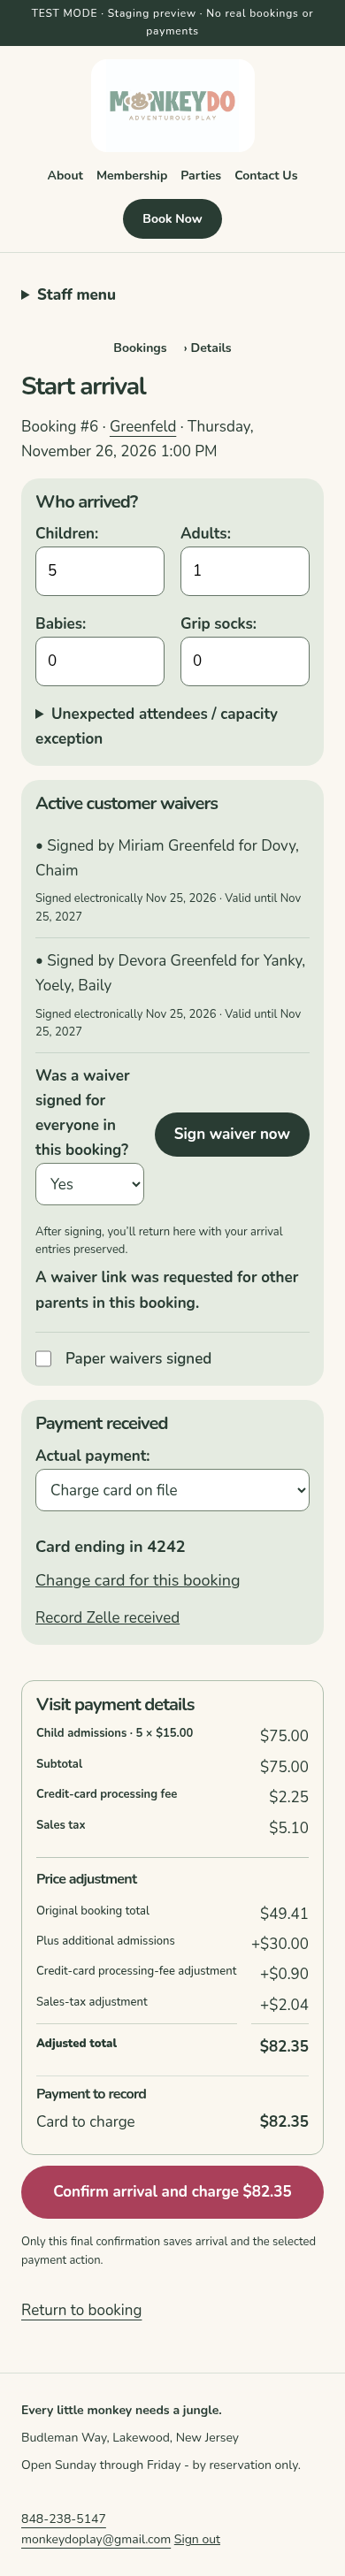 TEST MODE · Staging preview · No real bookings or
payments
MONKEYDO
ADVENTUROUS PLAY
About Membership Parties Contact Us
Book Now
Staff menu
Bookings › Details
Start arrival
Booking #6 · Greenfeld · Thursday,
November 26, 2026 1:00 PM
Who arrived?
Children: Adults:
5 1
Babies: Grip socks:
0 0
Unexpected attendees / capacity
exception
Active customer waivers
• Signed by Miriam Greenfeld for Dovy,
Chaim
Signed electronically Nov 25, 2026 · Valid until Nov
25, 2027
• Signed by Devora Greenfeld for Yanky,
Yoely, Baily
Signed electronically Nov 25, 2026 · Valid until Nov
25, 2027
Was a waiver
signed for
everyone in
this booking?
Yes
Sign waiver now
After signing, you’ll return here with your arrival
entries preserved.
A waiver link was requested for other
parents in this booking.
Paper waivers signed
Payment received
Actual payment:
Charge card on file
Card ending in 4242
Change card for this booking
Record Zelle received
Visit payment details
Child admissions · 5 × $15.00 $75.00
Subtotal $75.00
Credit-card processing fee $2.25
Sales tax $5.10
Price adjustment
Original booking total $49.41
Plus additional admissions +$30.00
Credit-card processing-fee adjustment +$0.90
Sales-tax adjustment +$2.04
Adjusted total $82.35
Payment to record
Card to charge $82.35
Confirm arrival and charge $82.35
Only this final confirmation saves arrival and the selected
payment action.
Return to booking
Every little monkey needs a jungle.
Budleman Way, Lakewood, New Jersey
Open Sunday through Friday - by reservation only.
848-238-5147
monkeydoplay@gmail.com Sign out